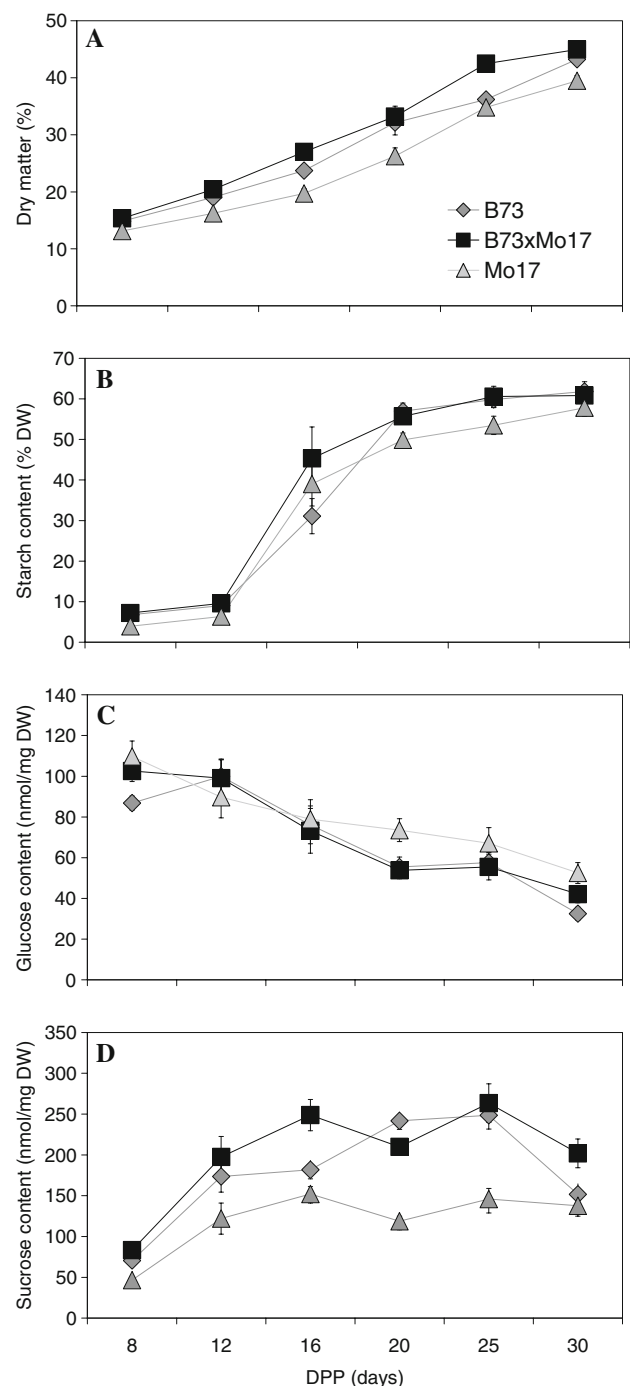 A
Dry matter (%)
50
40
30
20
10
0
B73
B73xMo17
Mo17
B
Starch content (% DW)
70
60
50
40
30
20
10
0
C
Glucose content (nmol/mg DW)
140
120
100
80
60
40
20
0
D
Sucrose content (nmol/mg DW)
350
300
250
200
150
100
50
0
8 12 16 20 25 30
DPP (days)